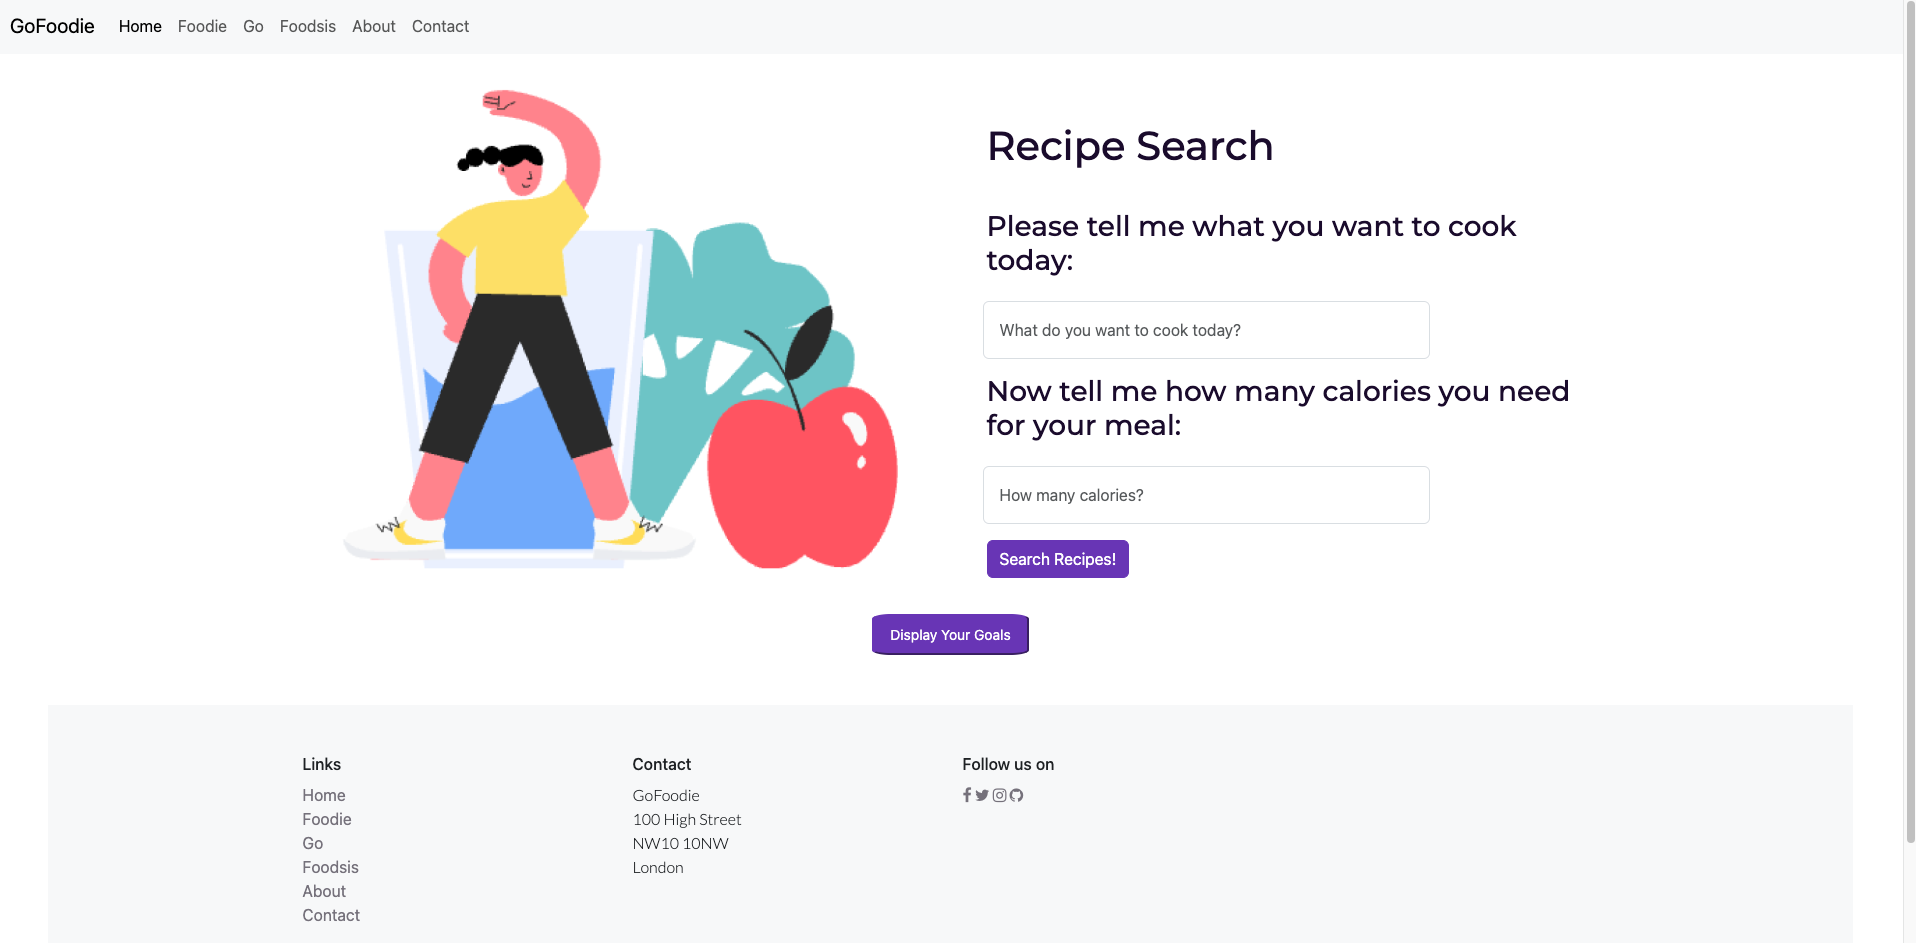 GoFoodie Home Foodie Go Foodsis About Contact
Recipe Search
Please tell me what you want to cook
today:
What do you want to cook today?
Now tell me how many calories you need
for your meal:
How many calories?
Search Recipes!
Display Your Goals
Links
Home
Foodie
Go
Foodsis
About
Contact
Contact
GoFoodie
100 High Street
NW10 10NW
London
Follow us on